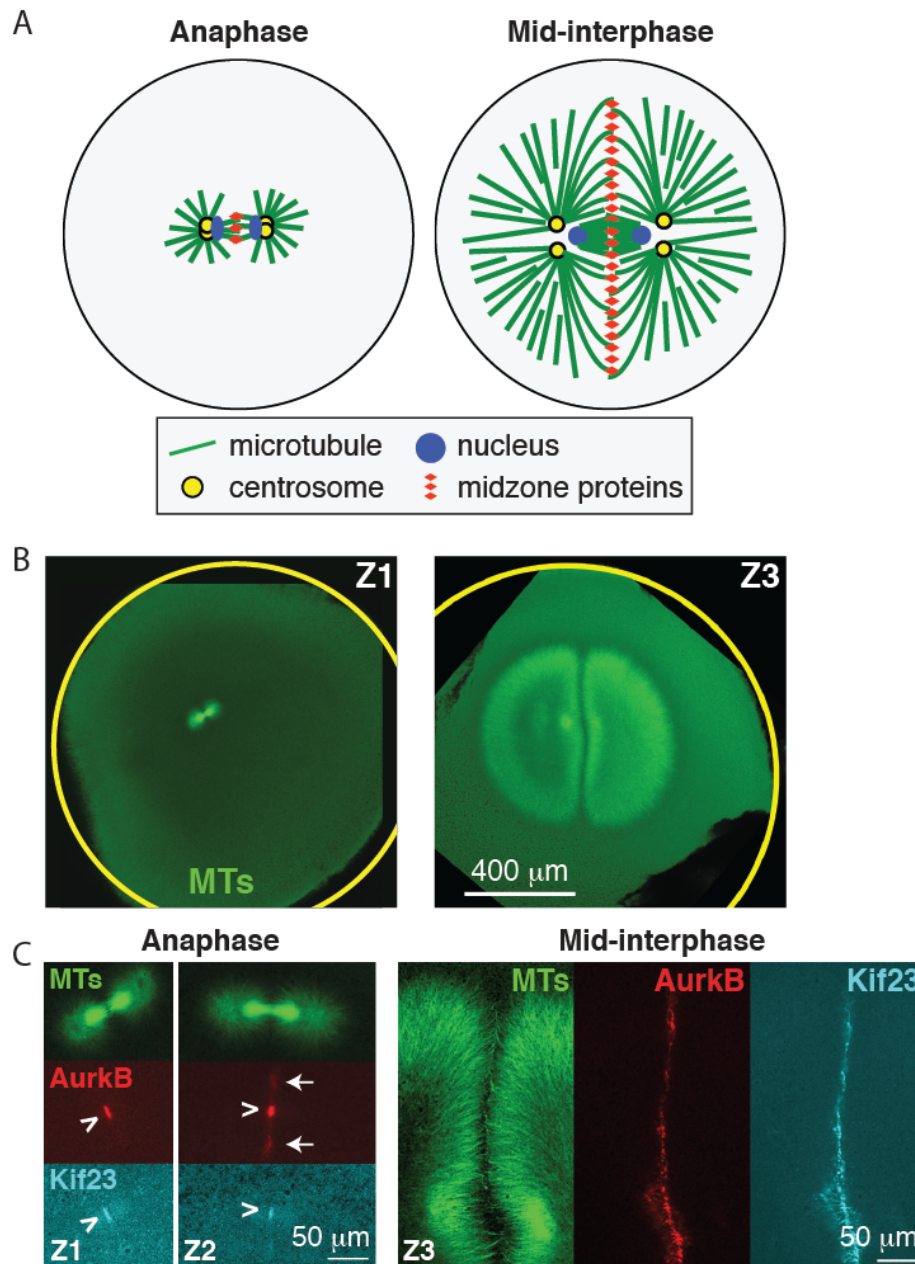 A
Anaphase
Mid-interphase
microtubule
nucleus
centrosome
midzone proteins
B
Z1
Z3
MTs
400 μm
C
Anaphase
Mid-interphase
MTs
AurkB
Kif23
Z1
Z2
50 μm
MTs
AurkB
Kif23
Z3
50 μm